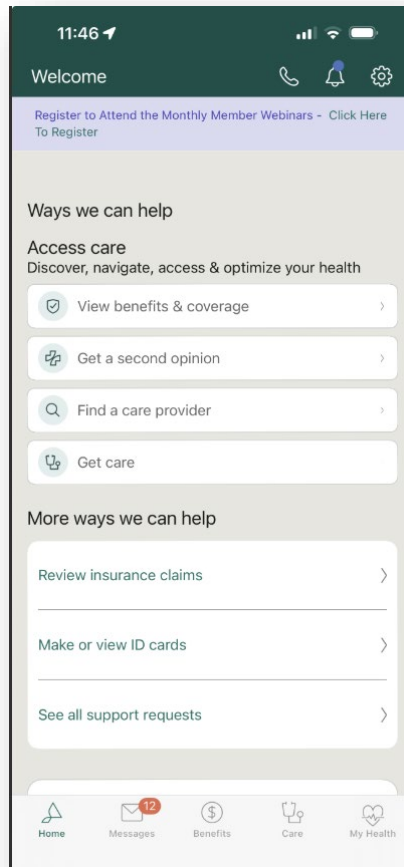 11:46
Welcome
Register to Attend the Monthly Member Webinars - Click Here
To Register
Ways we can help
Access care
Discover, navigate, access & optimize your health
View benefits & coverage
Get a second opinion
Find a care provider
Get care
More ways we can help
Review insurance claims
Make or view ID cards
See all support requests
12
Home
Messages
Benefits
Care
My Health